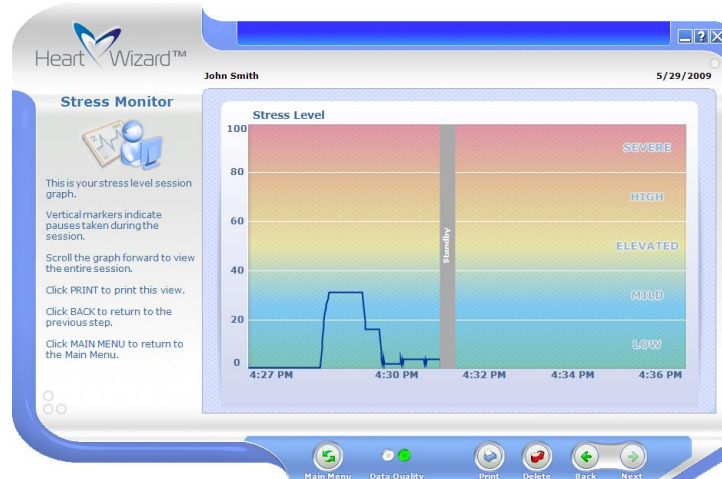 Heart Wizard™
John Smith
5/29/2009
Stress Monitor
This is your stress level session
graph.
Vertical markers indicate
pauses taken during the
session.
Scroll the graph forward to view
the entire session.
Click PRINT to print this view.
Click BACK to return to the
previous step.
Click MAIN MENU to return to
the Main Menu.
Stress Level
100
80
60
40
20
0
SEVERE
HIGH
ELEVATED
MILD
LOW
Standby
4:27 PM
4:30 PM
4:32 PM
4:34 PM
4:36 PM
Main Menu
Data Quality
Print
Delete
Back
Next